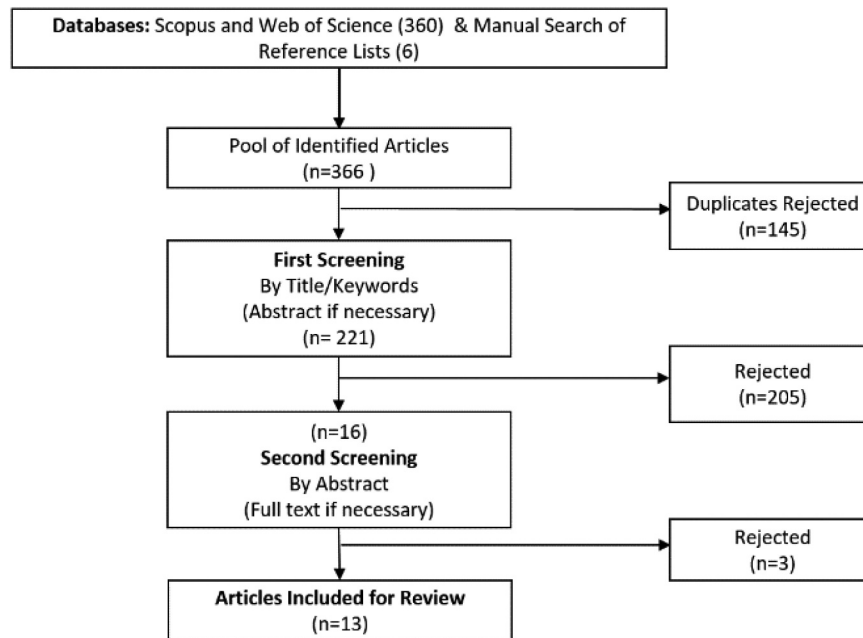 Databases: Scopus and Web of Science (360) & Manual Search of
Reference Lists (6)
Pool of Identified Articles
(n=366 )
Duplicates Rejected
(n=145)
First Screening
By Title/Keywords
(Abstract if necessary)
(n= 221)
Rejected
(n=205)
(n=16)
Second Screening
By Abstract
(Full text if necessary)
Rejected
(n=3)
Articles Included for Review
(n=13)